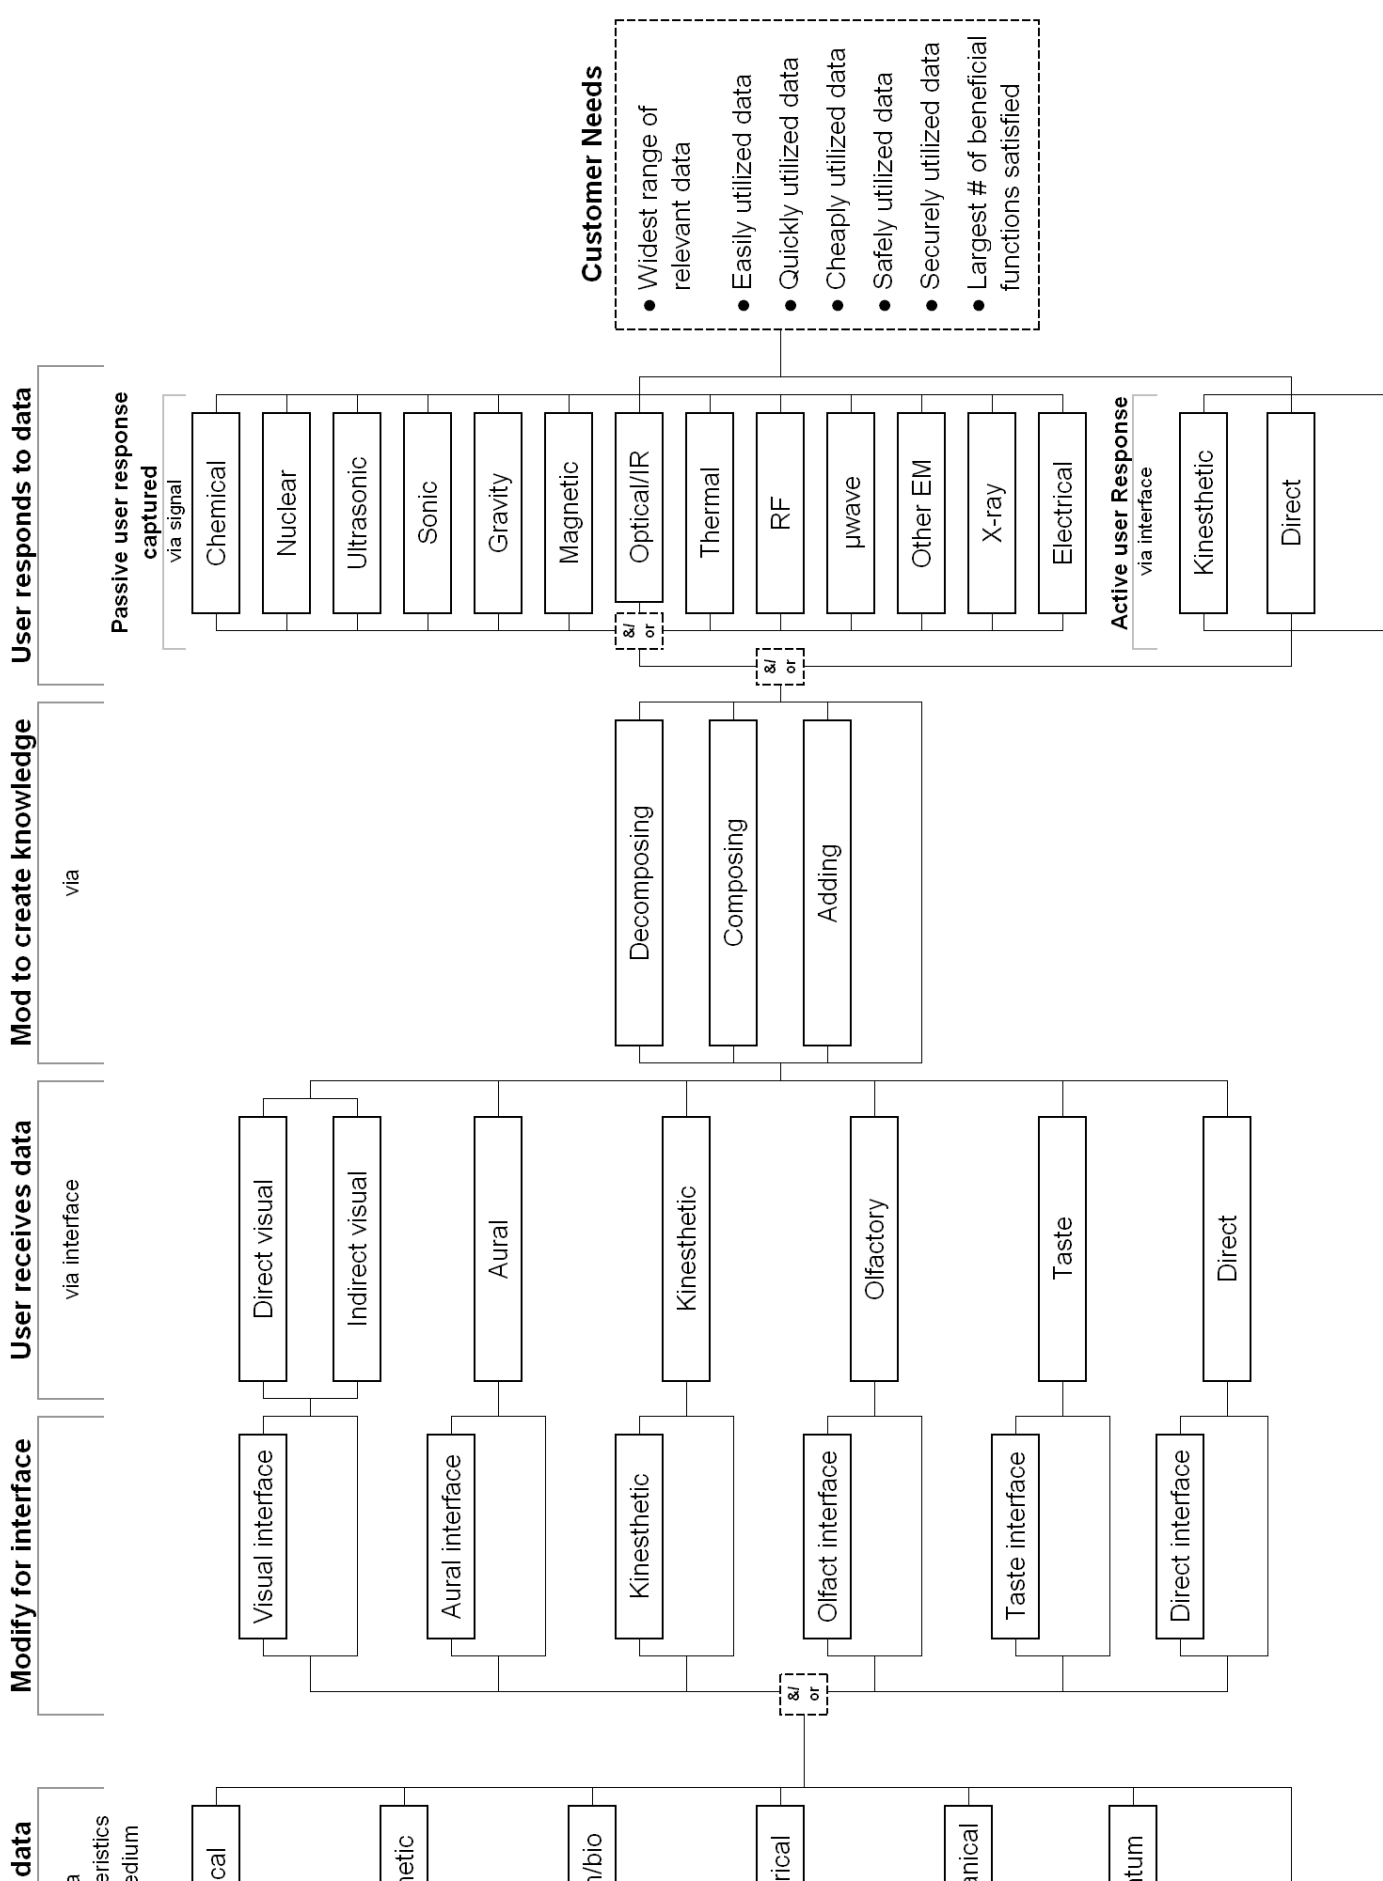 data
Modify for interface
User receives data
via interface
Mod to create knowledge
via
User responds to data
Passive user response
captured
via signal
Active user Response
via interface
Customer Needs
Visual interface
Aural interface
Kinesthetic
Olfact interface
Taste interface
Direct interface
&/
or
Direct visual
Indirect visual
Aural
Kinesthetic
Olfactory
Taste
Direct
Decomposing
Composing
Adding
&/
or
&/
or
Chemical
Nuclear
Ultrasonic
Sonic
Gravity
Magnetic
Optical/IR
Thermal
RF
µwave
Other EM
X-ray
Electrical
Kinesthetic
Direct
● Widest range of
relevant data
● Easily utilized data
● Quickly utilized data
● Cheaply utilized data
● Safely utilized data
● Securely utilized data
● Largest # of beneficial
functions satisfied